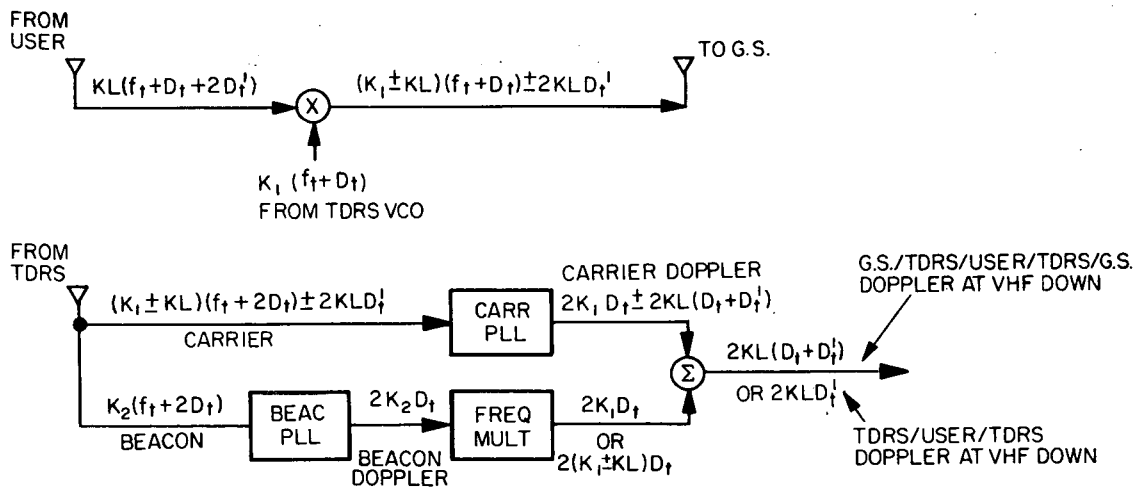 FROM
USER
KL(f_t+D_t+2D_t')
X
(K_1±KL)(f_t+D_t)±2KLD_t'
TO G.S.
K_1 (f_t+D_t)
FROM TDRS VCO
FROM
TDRS
(K_1±KL)(f_t+2D_t)±2KLD_t'
CARRIER
CARR
PLL
CARRIER DOPPLER
2K_1 D_t±2KL(D_t+D_t')
G.S./TDRS/USER/TDRS/G.S.
DOPPLER AT VHF DOWN
Σ
2KL(D_t+D_t')
OR 2KLD_t'
K_2(f_t+2D_t)
BEACON
BEAC
PLL
2K_2D_t
BEACON
DOPPLER
FREQ
MULT
2K_1D_t
OR
2(K_1±KL)D_t
TDRS/USER/TDRS
DOPPLER AT VHF DOWN